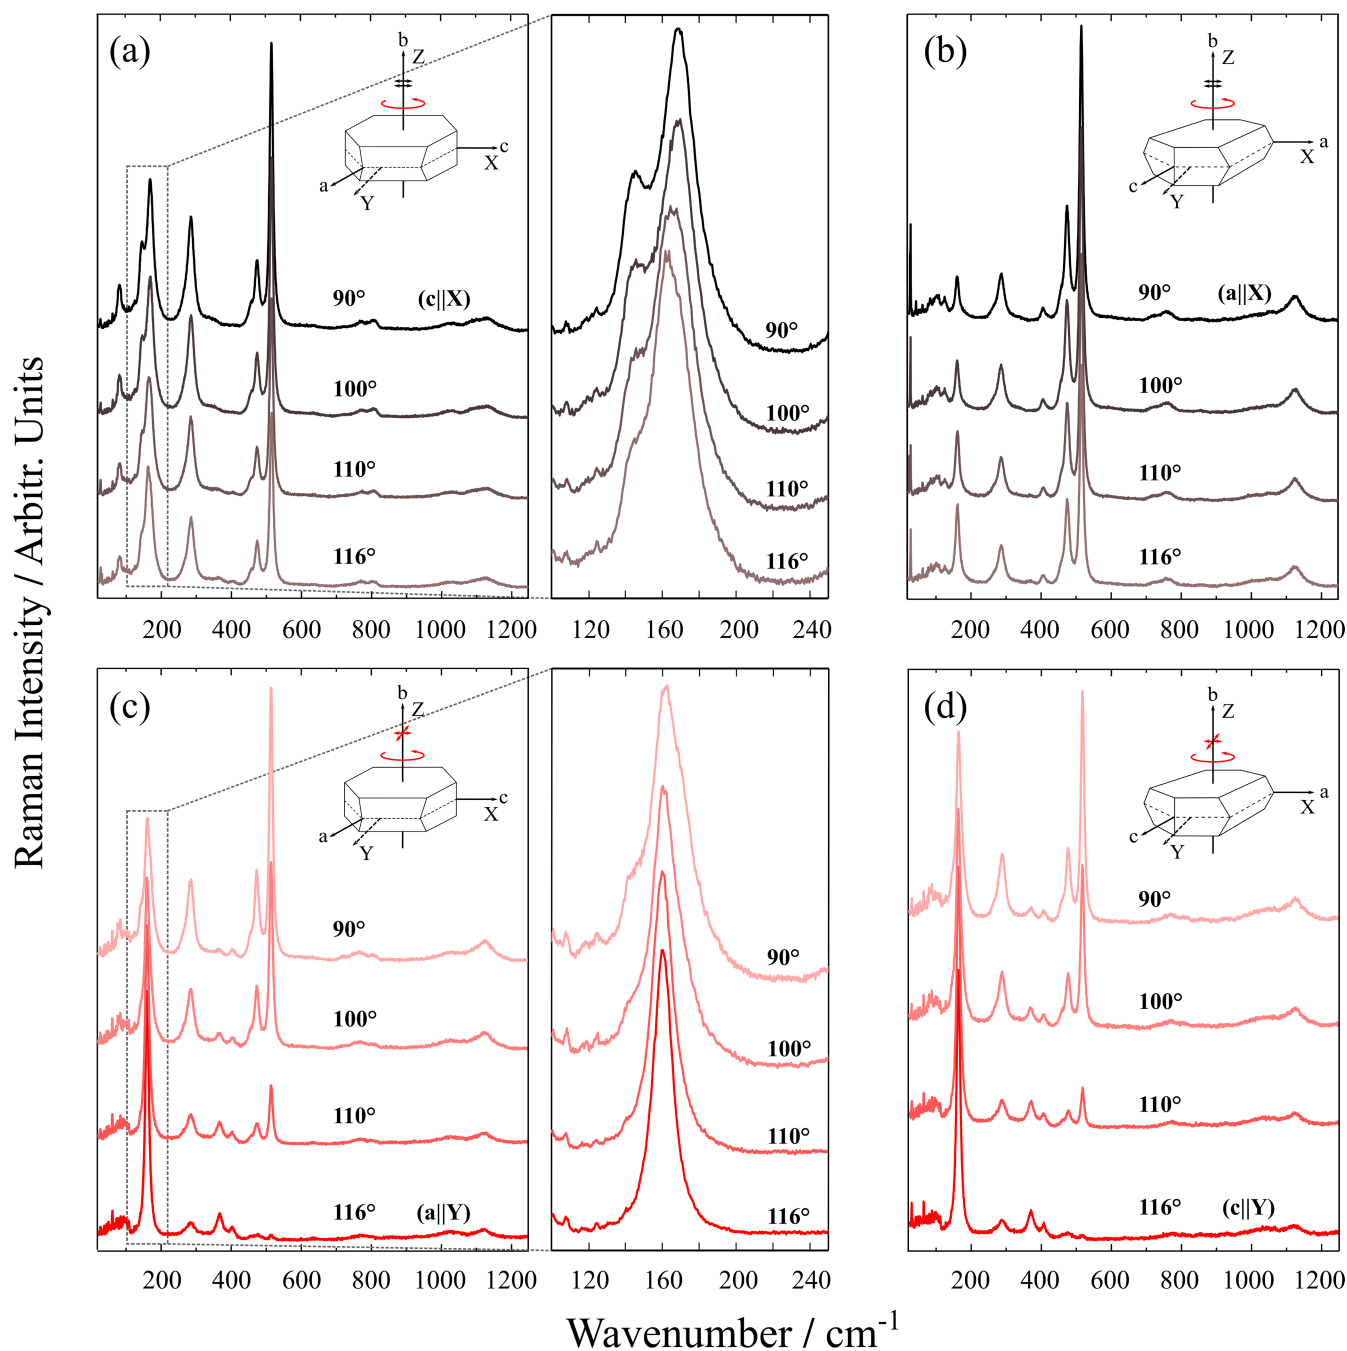 Raman Intensity / Arbitr. Units
(a)
b
Z
c
X
a
Y
90° (c||X)
100°
110°
116°
200 400 600 800 1000 1200
90°
100°
110°
116°
120 160 200 240
(b)
b
Z
a
X
c
Y
90° (a||X)
100°
110°
116°
200 400 600 800 1000 1200
(c)
b
Z
c
X
a
Y
90°
100°
110°
116° (a||Y)
200 400 600 800 1000 1200
90°
100°
110°
116°
120 160 200 240
(d)
b
Z
a
X
c
Y
90°
100°
110°
116° (c||Y)
200 400 600 800 1000 1200
Wavenumber / cm⁻¹